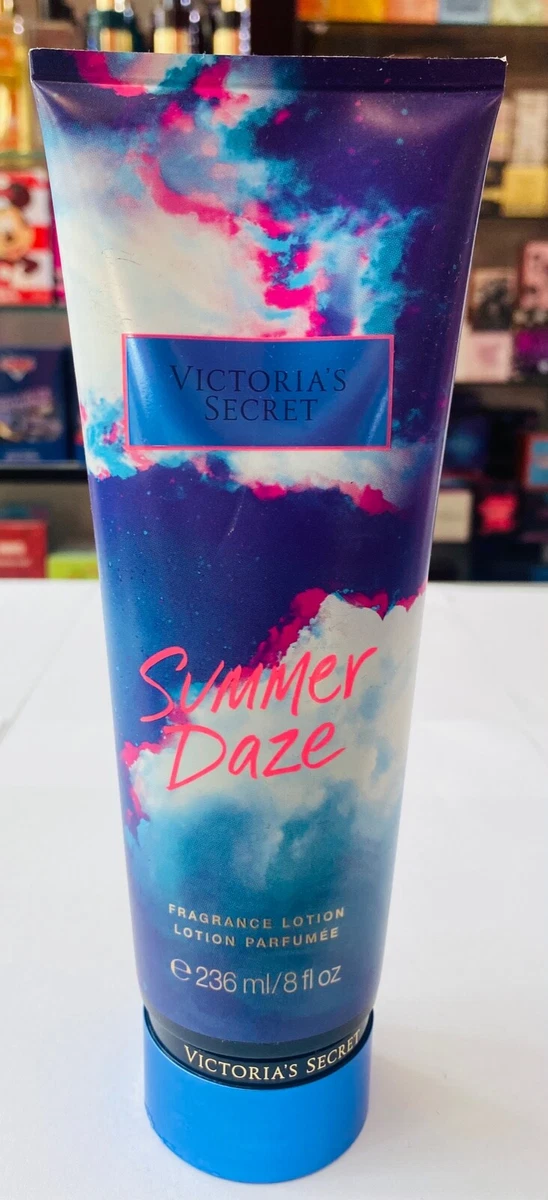 VICTORIA'S
SECRET
Summer
Daze
FRAGRANCE LOTION
LOTION PARFUMÉE
℮ 236 ml/8 fl oz
VICTORIA'S SECRET